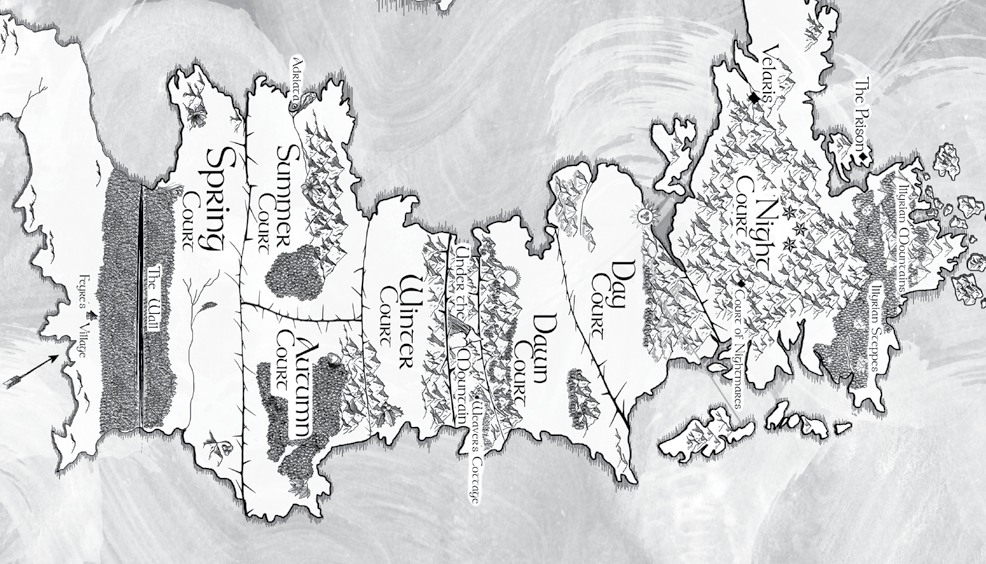 The Prison
Illyrian Mountains
Illyrian Steppes
Velaris
Night
Court
Court of Nightmares
Day
Court
Dawn
Court
Weaver's Cottage
Under the Mountain
Winter
Court
Adriata
Summer
Court
Autumn
Court
Spring
Court
The Wall
Feyre's Village